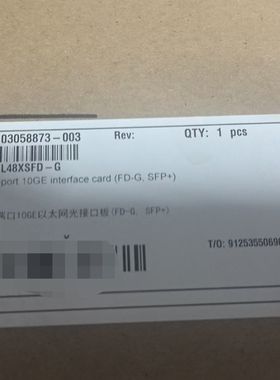 03058873-003 Rev: QTY: 1 pcs
L48XSFD-G
port 10GE interface card (FD-G, SFP+)
端口10GE以太网光接口板(FD-G, SFP+)
T/O: 912535506